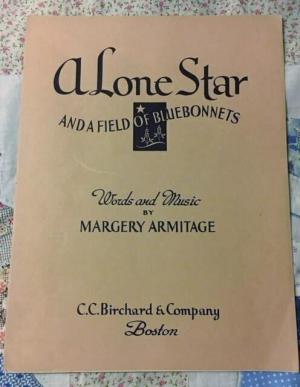 A Lone Star
AND A FIELD OF BLUEBONNETS
Words and Music
BY
MARGERY ARMITAGE
C.C. Birchard & Company
Boston